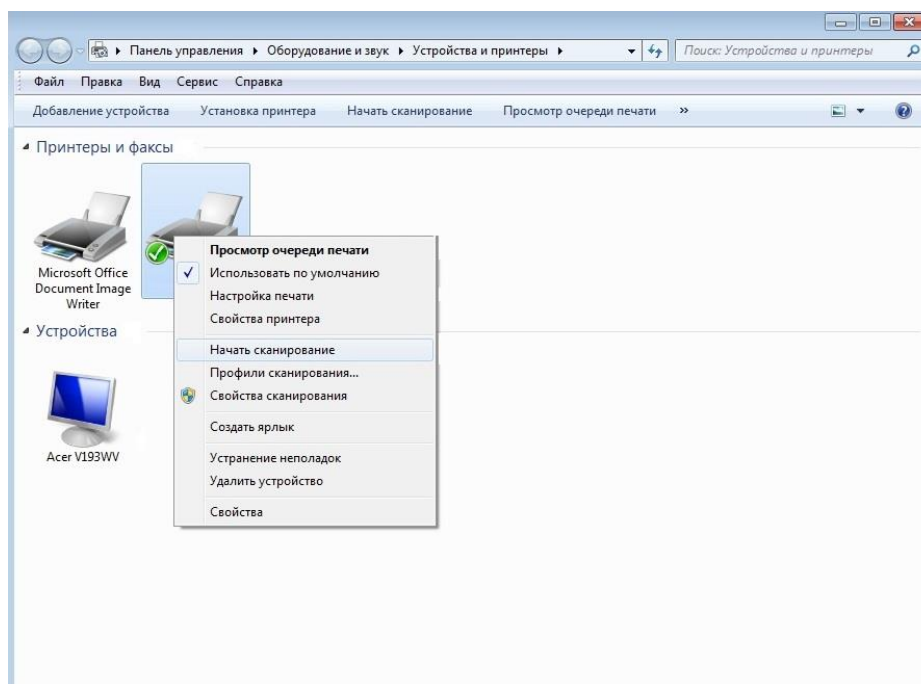 Панель управления ▸ Оборудование и звук ▸ Устройства и принтеры ▸
Поиск: Устройства и принтеры
Файл Правка Вид Сервис Справка
Добавление устройства Установка принтера Начать сканирование Просмотр очереди печати »
Принтеры и факсы
Microsoft Office
Document Image
Writer
Просмотр очереди печати
Использовать по умолчанию
Настройка печати
Свойства принтера
Начать сканирование
Профили сканирования...
Свойства сканирования
Создать ярлык
Устранение неполадок
Удалить устройство
Свойства
Устройства
Acer V193WV